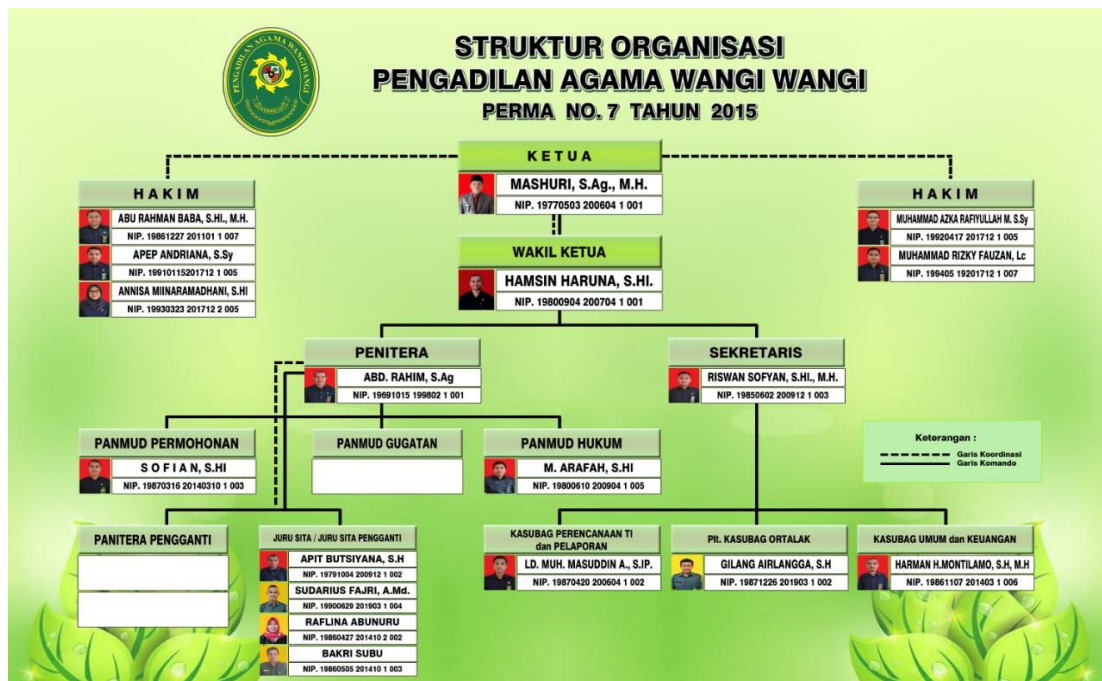 PENGADILAN AGAMA WANGIWANGI
STRUKTUR ORGANISASI
PENGADILAN AGAMA WANGI WANGI
PERMA NO. 7 TAHUN 2015
K E T U A
MASHURI, S.Ag., M.H.
NIP. 19770503 200604 1 001
H A K I M
ABU RAHMAN BABA, S.HI., M.H.
NIP. 19861227 201101 1 007
APEP ANDRIANA, S.Sy
NIP. 19910115201712 1 005
ANNISA MIINARAMADHANI, S.HI
NIP. 19930323 201712 2 005
H A K I M
MUHAMMAD AZKA RAFIYULLAH M. S.Sy
NIP. 19920417 201712 1 005
MUHAMMAD RIZKY FAUZAN, Lc
NIP. 199405 19201712 1 007
WAKIL KETUA
HAMSIN HARUNA, S.HI.
NIP. 19800904 200704 1 001
PENITERA
ABD. RAHIM, S.Ag
NIP. 19691015 199802 1 001
SEKRETARIS
RISWAN SOFYAN, S.HI., M.H.
NIP. 19850602 200912 1 003
PANMUD PERMOHONAN
S O F I A N, S.HI
NIP. 19870316 20140310 1 003
PANMUD GUGATAN
PANMUD HUKUM
M. ARAFAH, S.HI
NIP. 19800610 200904 1 005
Keterangan :
Garis Koordinasi
Garis Komando
PANITERA PENGGANTI
JURU SITA / JURU SITA PENGGANTI
APIT BUTSIYANA, S.H
NIP. 19791004 200912 1 002
SUDARIUS FAJRI, A.Md.
NIP. 19900629 201903 1 004
RAFLINA ABUNURU
NIP. 19860427 201410 2 002
BAKRI SUBU
NIP. 19860505 201410 1 003
KASUBAG PERENCANAAN TI
dan PELAPORAN
LD. MUH. MASUDDIN A., S.IP.
NIP. 19870420 200604 1 002
Plt. KASUBAG ORTALAK
GILANG AIRLANGGA, S.H
NIP. 19871226 201903 1 002
KASUBAG UMUM dan KEUANGAN
HARMAN H.MONTILAMO, S.H, M.H
NIP. 19861107 201403 1 006